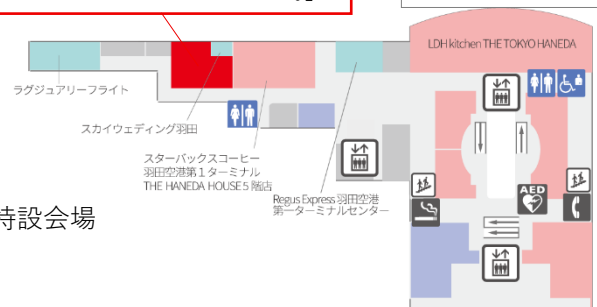 LDH kitchen THE TOKYO HANEDA
ラグジュアリーフライト
スカイウェディング羽田
スターバックスコーヒー
羽田空港第１ターミナル
THE HANEDA HOUSE 5 階店
Regus Express 羽田空港
第一ターミナルセンター
AED
特設会場